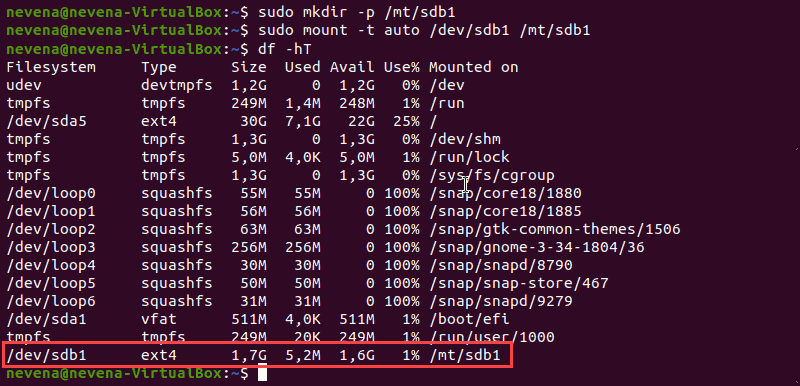 nevena@nevena-VirtualBox:~$ sudo mkdir -p /mt/sdb1
nevena@nevena-VirtualBox:~$ sudo mount -t auto /dev/sdb1 /mt/sdb1
nevena@nevena-VirtualBox:~$ df -hT
Filesystem     Type      Size  Used Avail Use% Mounted on
udev           devtmpfs  1,2G     0  1,2G   0% /dev
tmpfs          tmpfs     249M  1,4M  248M   1% /run
/dev/sda5      ext4       30G  7,1G   22G  25% /
tmpfs          tmpfs     1,3G     0  1,3G   0% /dev/shm
tmpfs          tmpfs     5,0M  4,0K  5,0M   1% /run/lock
tmpfs          tmpfs     1,3G     0  1,3G   0% /sys/fs/cgroup
/dev/loop0     squashfs   55M   55M     0 100% /snap/core18/1880
/dev/loop1     squashfs   56M   56M     0 100% /snap/core18/1885
/dev/loop2     squashfs   63M   63M     0 100% /snap/gtk-common-themes/1506
/dev/loop3     squashfs  256M  256M     0 100% /snap/gnome-3-34-1804/36
/dev/loop4     squashfs   30M   30M     0 100% /snap/snapd/8790
/dev/loop5     squashfs   50M   50M     0 100% /snap/snap-store/467
/dev/loop6     squashfs   31M   31M     0 100% /snap/snapd/9279
/dev/sda1      vfat      511M  4,0K  511M   1% /boot/efi
tmpfs          tmpfs     249M   20K  249M   1% /run/user/1000
/dev/sdb1      ext4      1,7G  5,2M  1,6G   1% /mt/sdb1
nevena@nevena-VirtualBox:~$